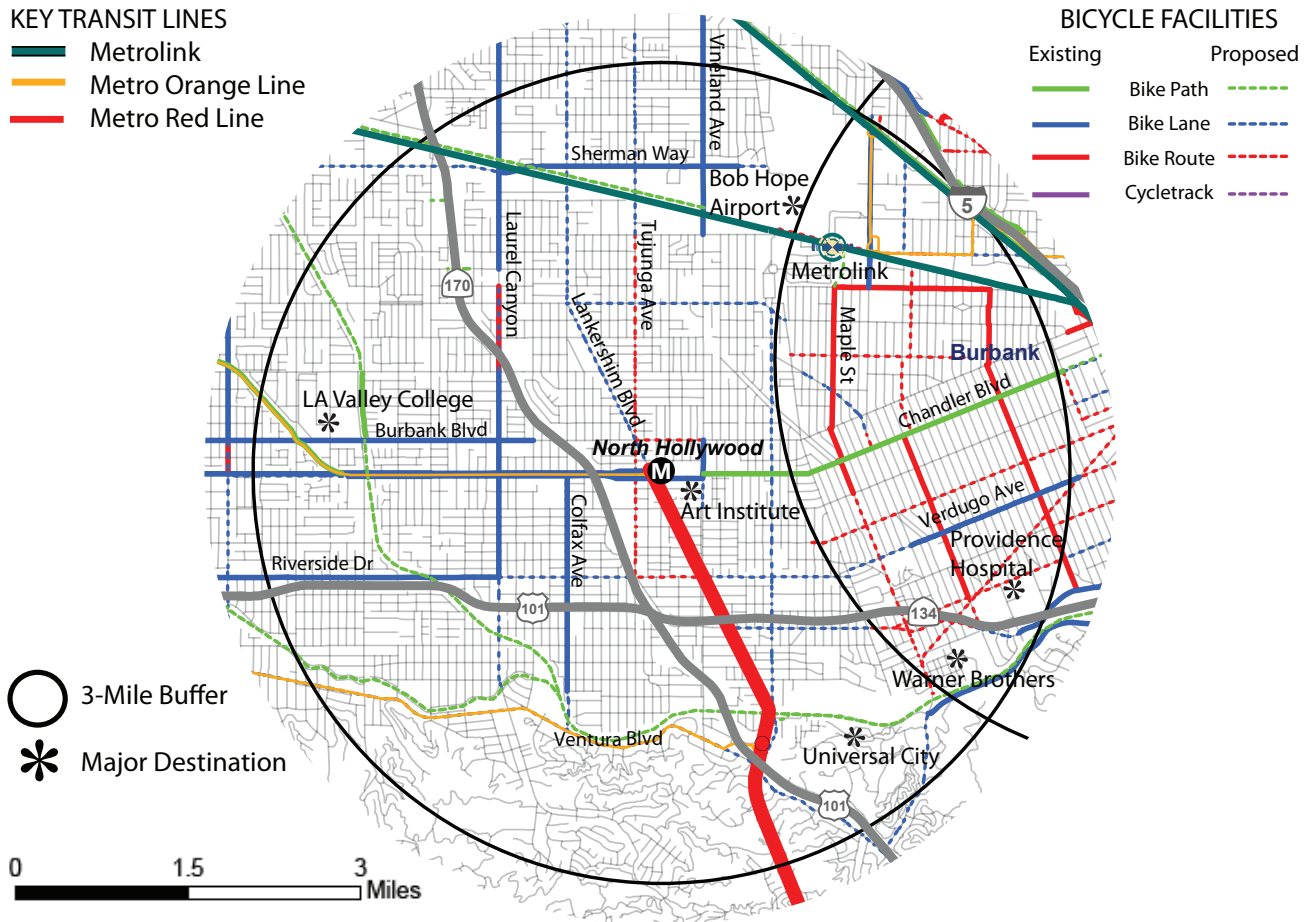 KEY TRANSIT LINES
Metrolink
Metro Orange Line
Metro Red Line
BICYCLE FACILITIES
Existing Proposed
Bike Path
Bike Lane
Bike Route
Cycletrack
Vineland Ave
Sherman Way
Bob Hope
Airport
5
Metrolink
170
Laurel Canyon
Tujunga Ave
Lankershim Blvd
Maple St
Burbank
Chandler Blvd
LA Valley College
Burbank Blvd
North Hollywood
M
Art Institute
Colfax Ave
Verdugo Ave
Providence
Hospital
Riverside Dr
101
134
Warner Brothers
3-Mile Buffer
Major Destination
Ventura Blvd
Universal City
101
0 1.5 3
Miles